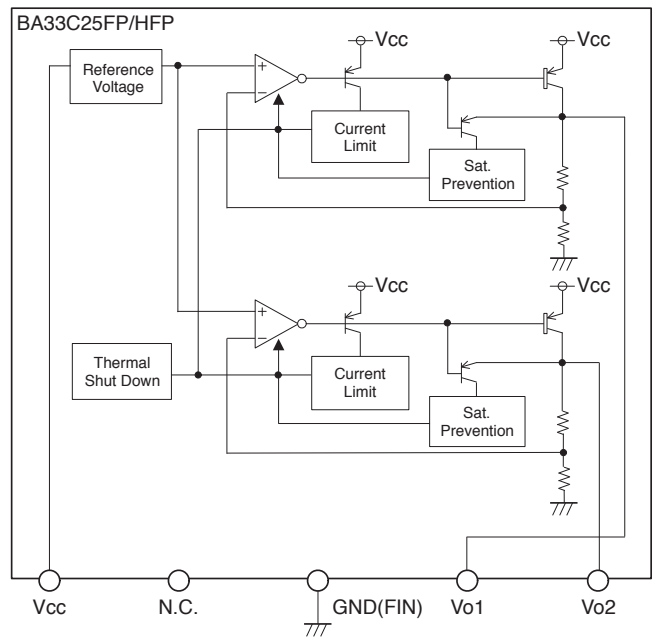 BA33C25FP/HFP
Vcc
Vcc
Reference
Voltage
+
−
Current
Limit
Sat.
Prevention
Vcc
Vcc
+
−
Thermal
Shut Down
Current
Limit
Sat.
Prevention
Vcc
N.C.
GND(FIN)
Vo1
Vo2